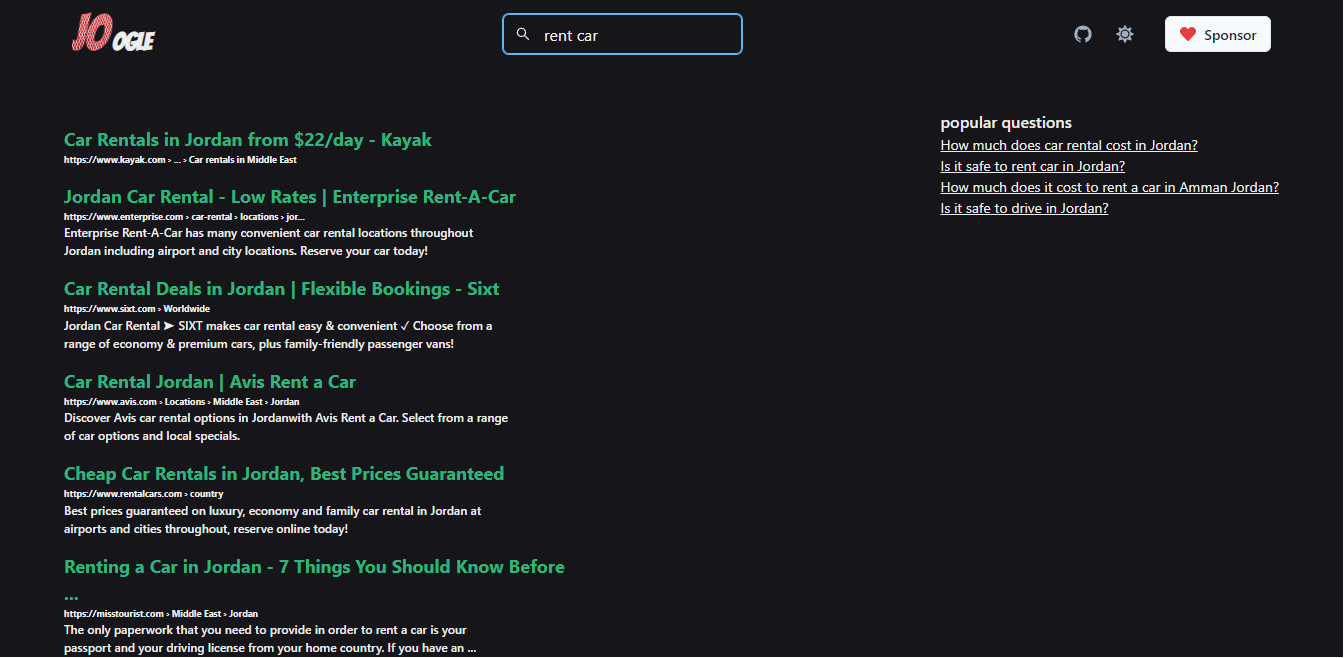 JOOGLE
rent car
Sponsor
Car Rentals in Jordan from $22/day - Kayak
https://www.kayak.com › ... › Car rentals in Middle East
Jordan Car Rental - Low Rates | Enterprise Rent-A-Car
https://www.enterprise.com › car-rental › locations › jor...
Enterprise Rent-A-Car has many convenient car rental locations throughout
Jordan including airport and city locations. Reserve your car today!
Car Rental Deals in Jordan | Flexible Bookings - Sixt
https://www.sixt.com › Worldwide
Jordan Car Rental ➤ SIXT makes car rental easy & convenient ✓ Choose from a
range of economy & premium cars, plus family-friendly passenger vans!
Car Rental Jordan | Avis Rent a Car
https://www.avis.com › Locations › Middle East › Jordan
Discover Avis car rental options in Jordanwith Avis Rent a Car. Select from a range
of car options and local specials.
Cheap Car Rentals in Jordan, Best Prices Guaranteed
https://www.rentalcars.com › country
Best prices guaranteed on luxury, economy and family car rental in Jordan at
airports and cities throughout, reserve online today!
Renting a Car in Jordan - 7 Things You Should Know Before
...
https://misstourist.com › Middle East › Jordan
The only paperwork that you need to provide in order to rent a car is your
passport and your driving license from your home country. If you have an ...
popular questions
How much does car rental cost in Jordan?
Is it safe to rent car in Jordan?
How much does it cost to rent a car in Amman Jordan?
Is it safe to drive in Jordan?